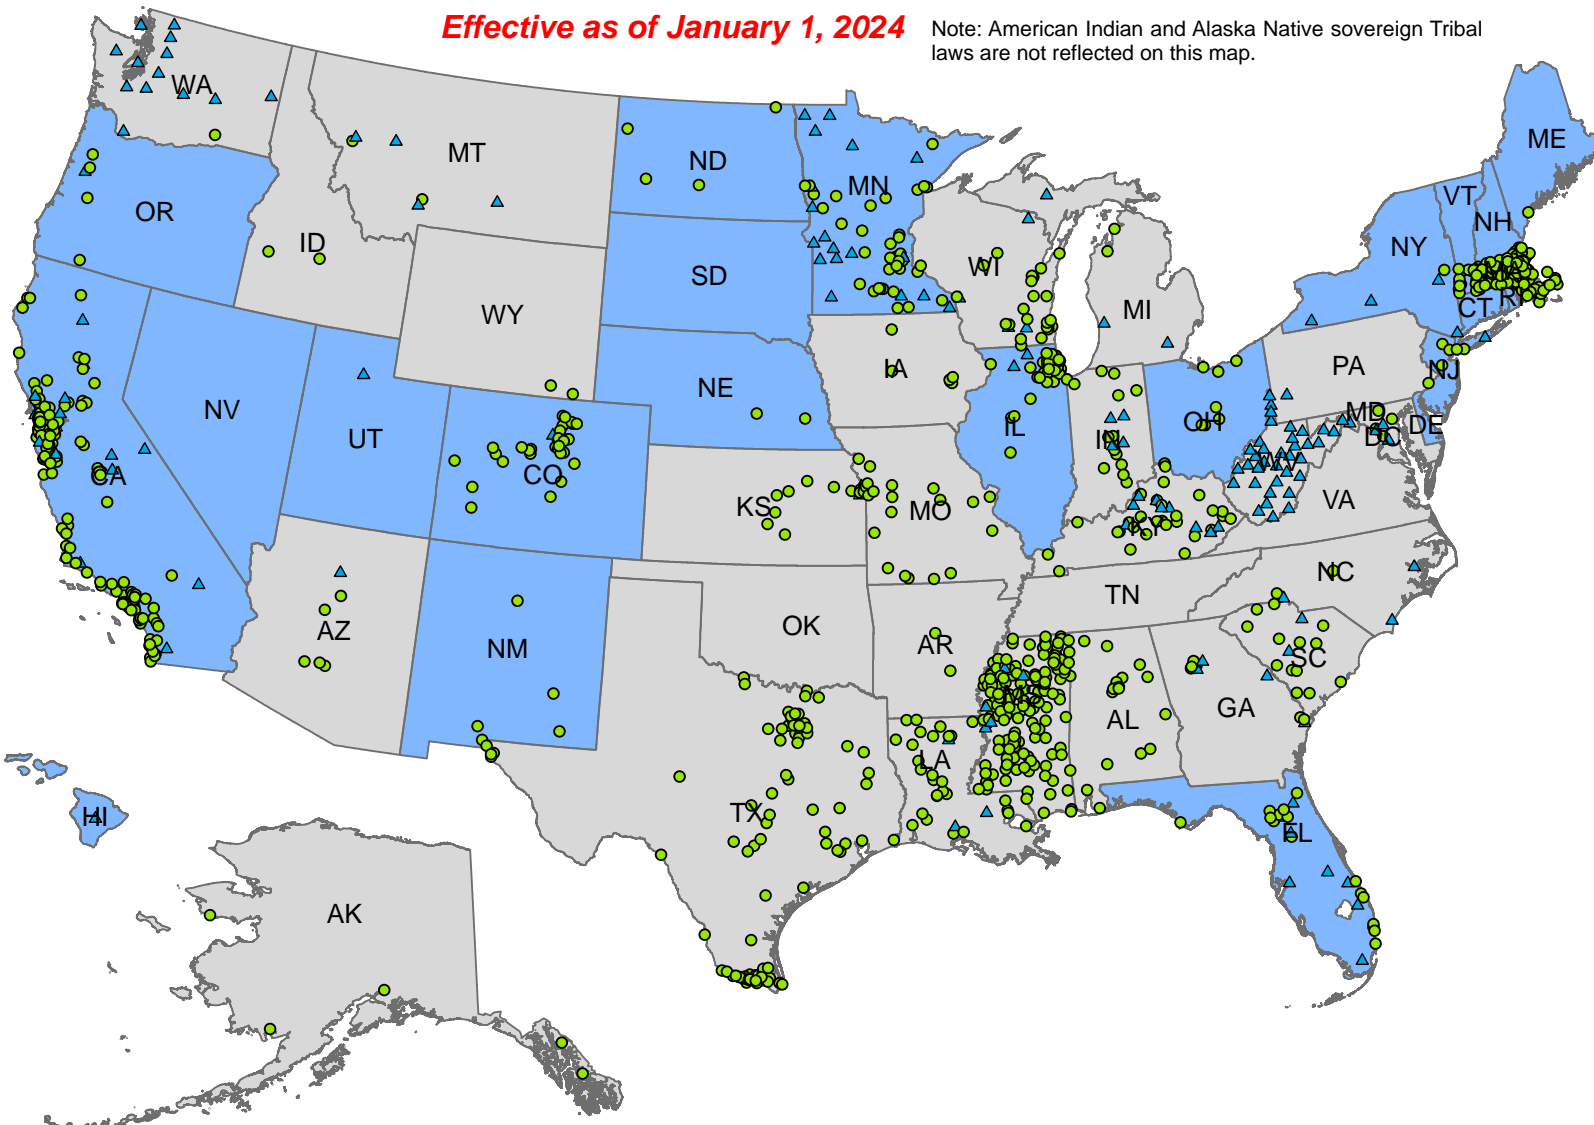 Effective as of January 1, 2024
Note: American Indian and Alaska Native sovereign Tribal
laws are not reflected on this map.
WA
MT
ND
MN
ME
VT
NH
NY
OR
ID
SD
WI
MI
CT
RI
WY
IA
PA
NJ
NV
UT
NE
IL
IN
OH
MD
DE
DC
CA
CO
KS
MO
KY
WV
VA
AZ
NM
OK
AR
TN
NC
SC
MS
AL
GA
LA
TX
FL
HI
AK